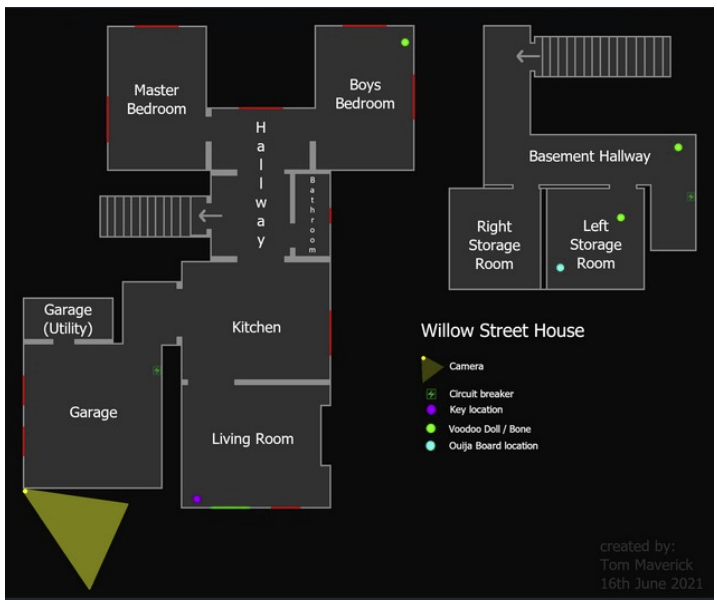 Master
Bedroom
Boys
Bedroom
Hallway
Bathroom
Basement Hallway
Right
Storage
Room
Left
Storage
Room
Garage
(Utility)
Kitchen
Garage
Living Room
Willow Street House
Camera
Circuit breaker
Key location
Voodoo Doll / Bone
Ouija Board location
created by:
Tom Maverick
16th June 2021